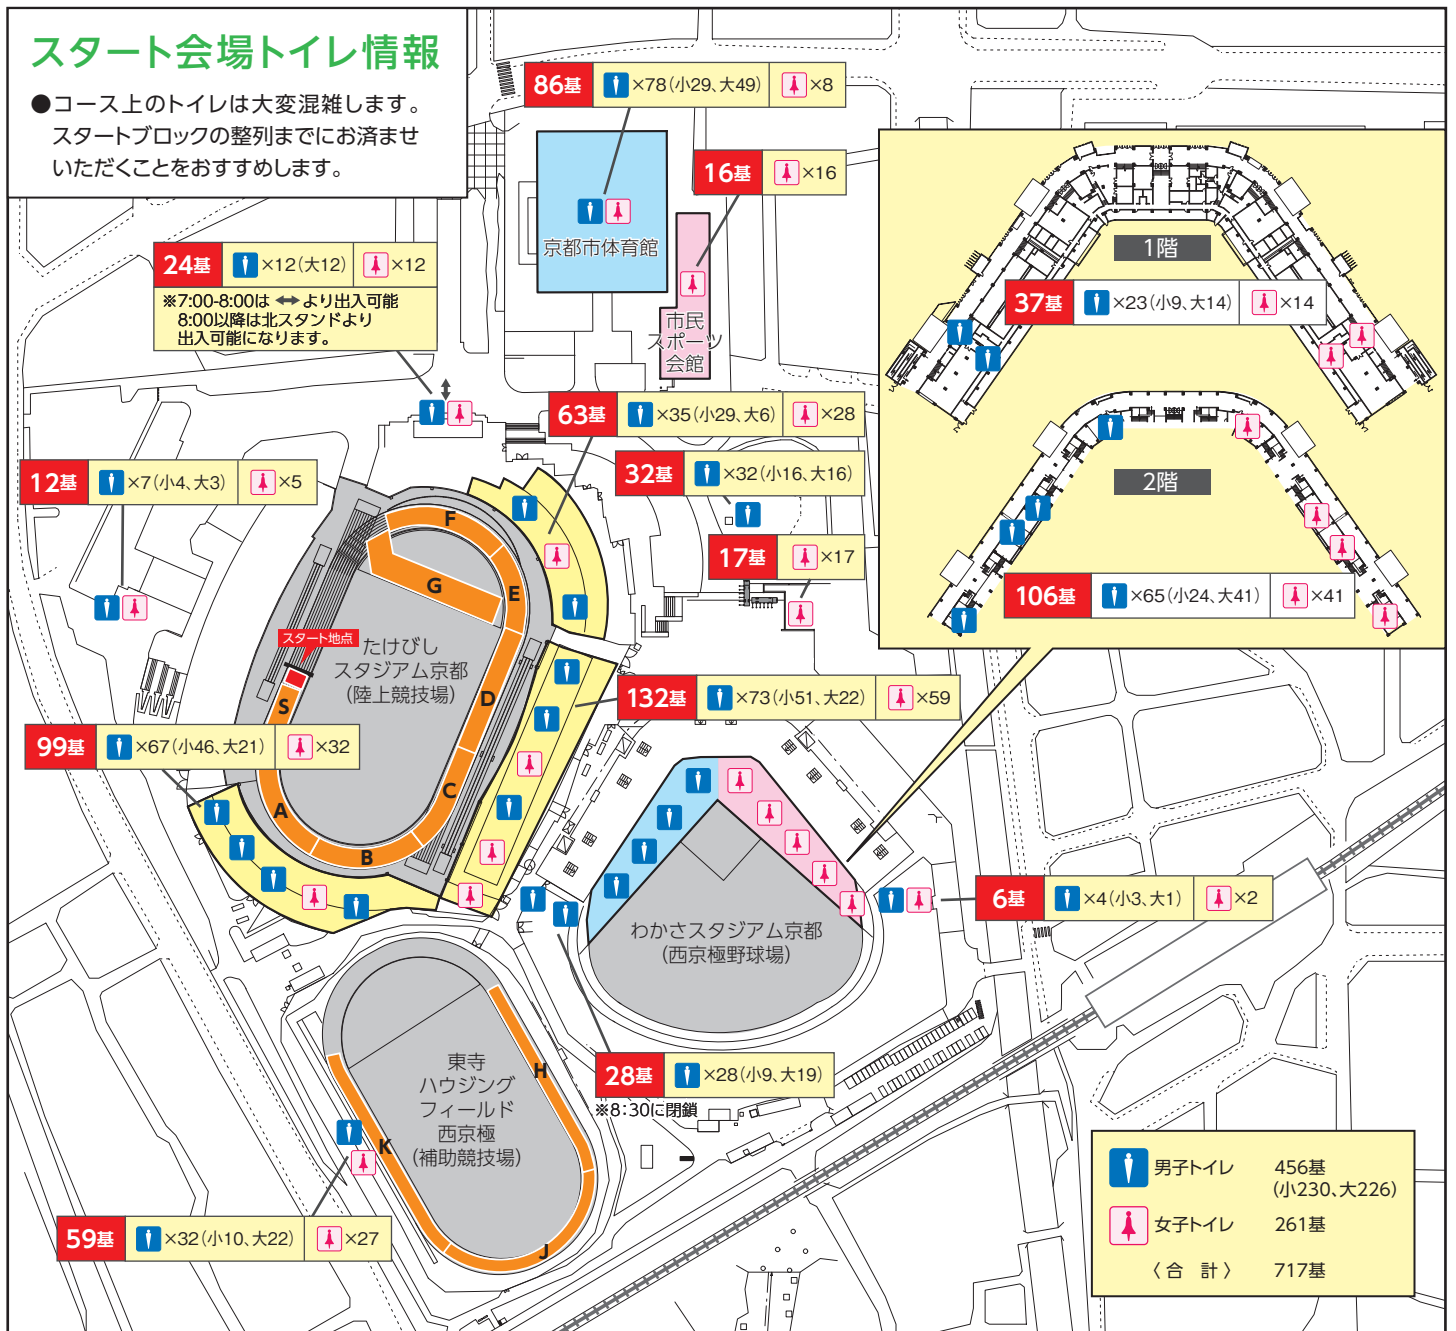 スタート会場トイレ情報
●コース上のトイレは大変混雑します。
スタートブロックの整列までにお済ませ
いただくことをおすすめします。
86基 ×78(小29、大49) ×8
16基 ×16
京都市体育館
市民
スポーツ
会館
24基 ×12(大12) ×12
※7:00-8:00は ↔ より出入可能
8:00以降は北スタンドより
出入可能になります。
1階
37基 ×23(小9、大14) ×14
2階
106基 ×65(小24、大41) ×41
63基 ×35(小29、大6) ×28
12基 ×7(小4、大3) ×5
32基 ×32(小16、大16)
17基 ×17
F
G
E
スタート地点
たけびし
スタジアム京都
(陸上競技場)
D
S
C
A
B
132基 ×73(小51、大22) ×59
99基 ×67(小46、大21) ×32
6基 ×4(小3、大1) ×2
わかさスタジアム京都
(西京極野球場)
28基 ×28(小9、大19)
※8:30に閉鎖
東寺
ハウジング
フィールド
西京極
(補助競技場)
H
K
J
59基 ×32(小10、大22) ×27
男子トイレ 456基
(小230、大226)
女子トイレ 261基
〈合 計〉 717基